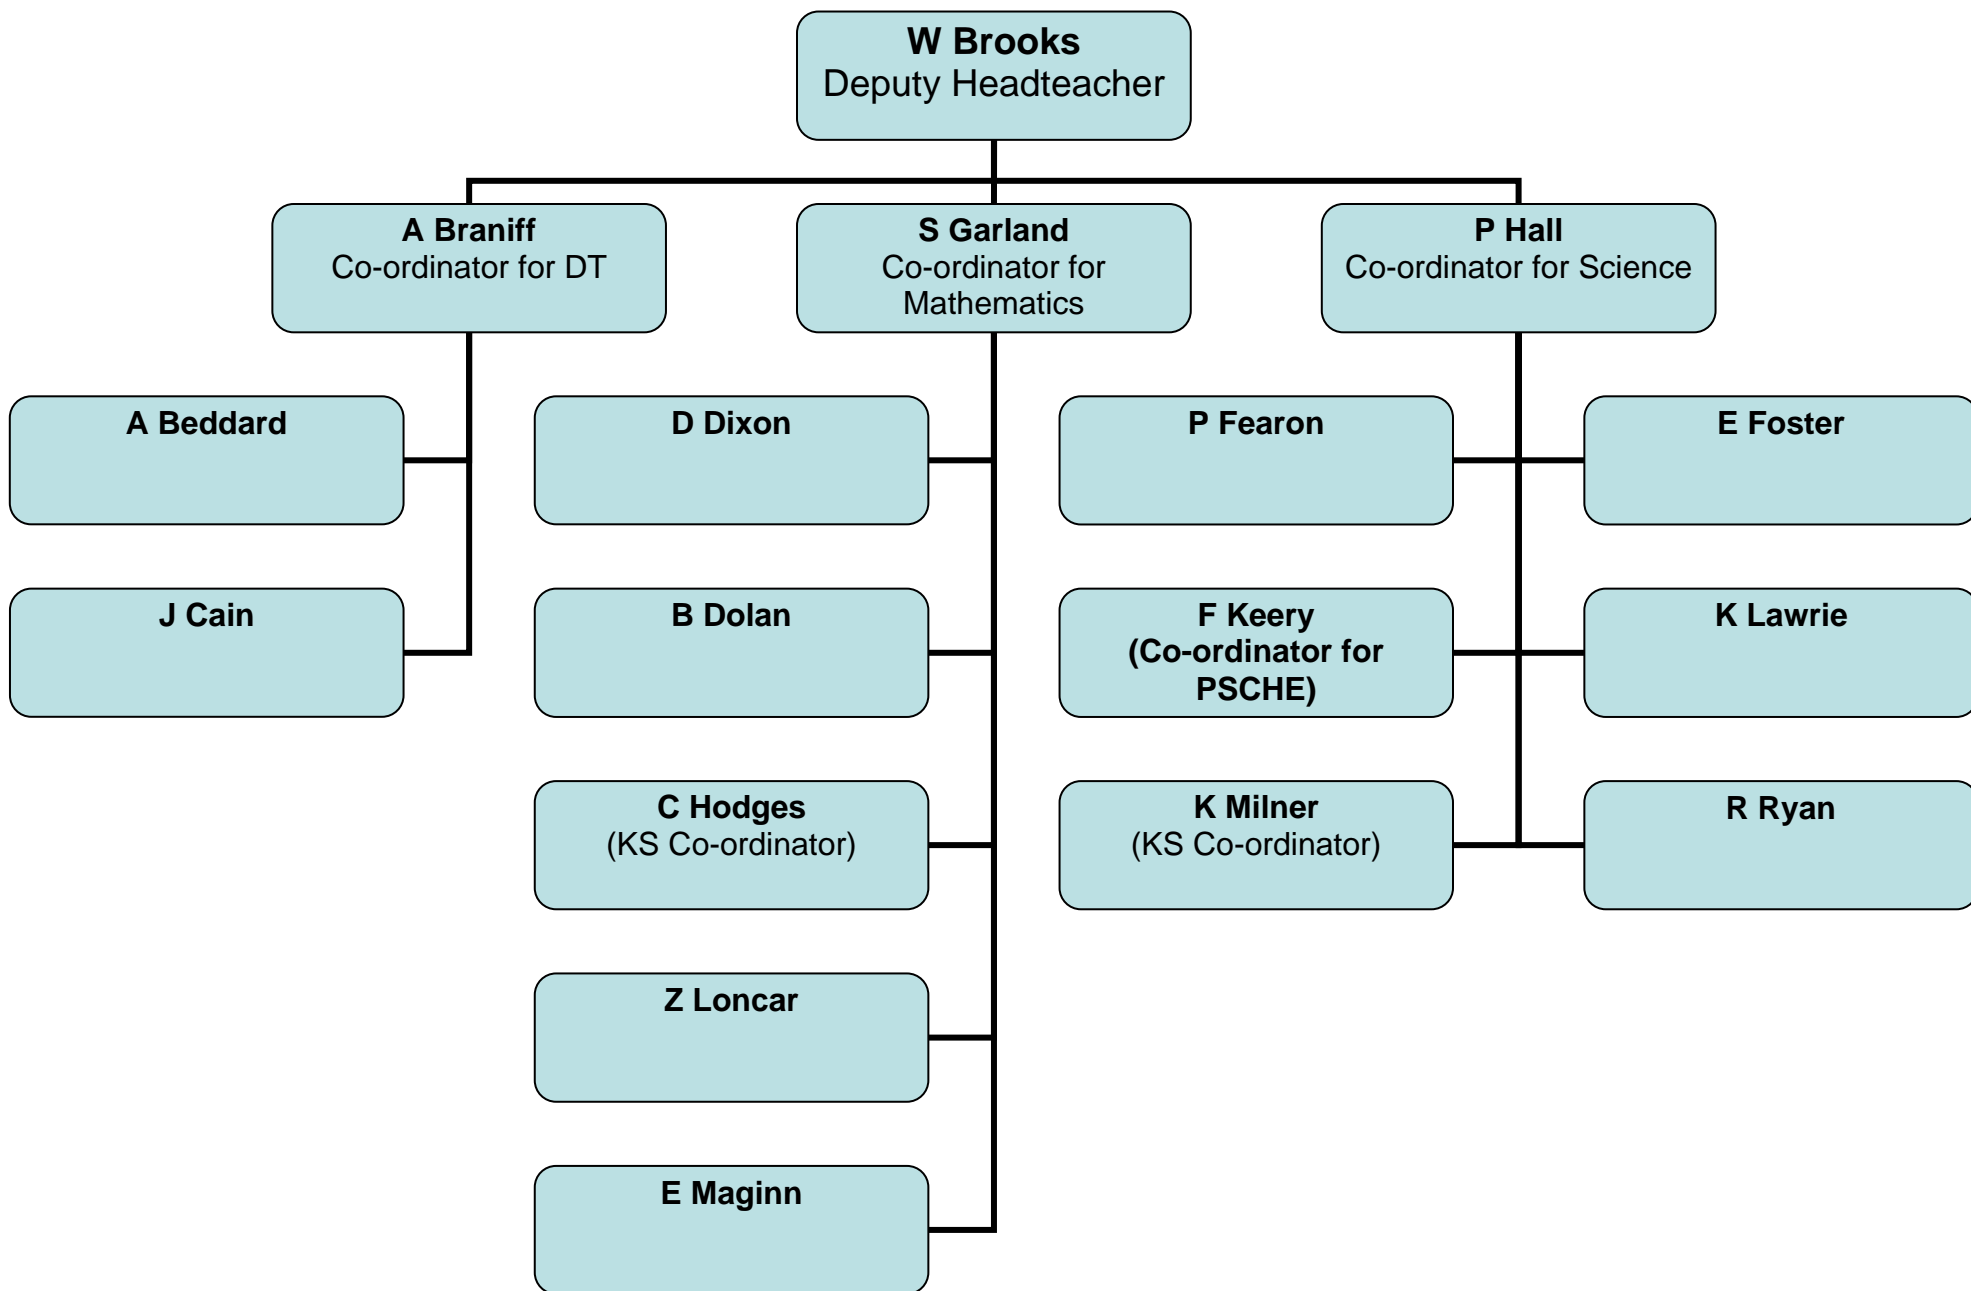 W Brooks
Deputy Headteacher
A Braniff
Co-ordinator for DT
S Garland
Co-ordinator for
Mathematics
P Hall
Co-ordinator for Science
A Beddard
D Dixon
P Fearon
E Foster
J Cain
B Dolan
F Keery
(Co-ordinator for
PSCHE)
K Lawrie
C Hodges
(KS Co-ordinator)
K Milner
(KS Co-ordinator)
R Ryan
Z Loncar
E Maginn